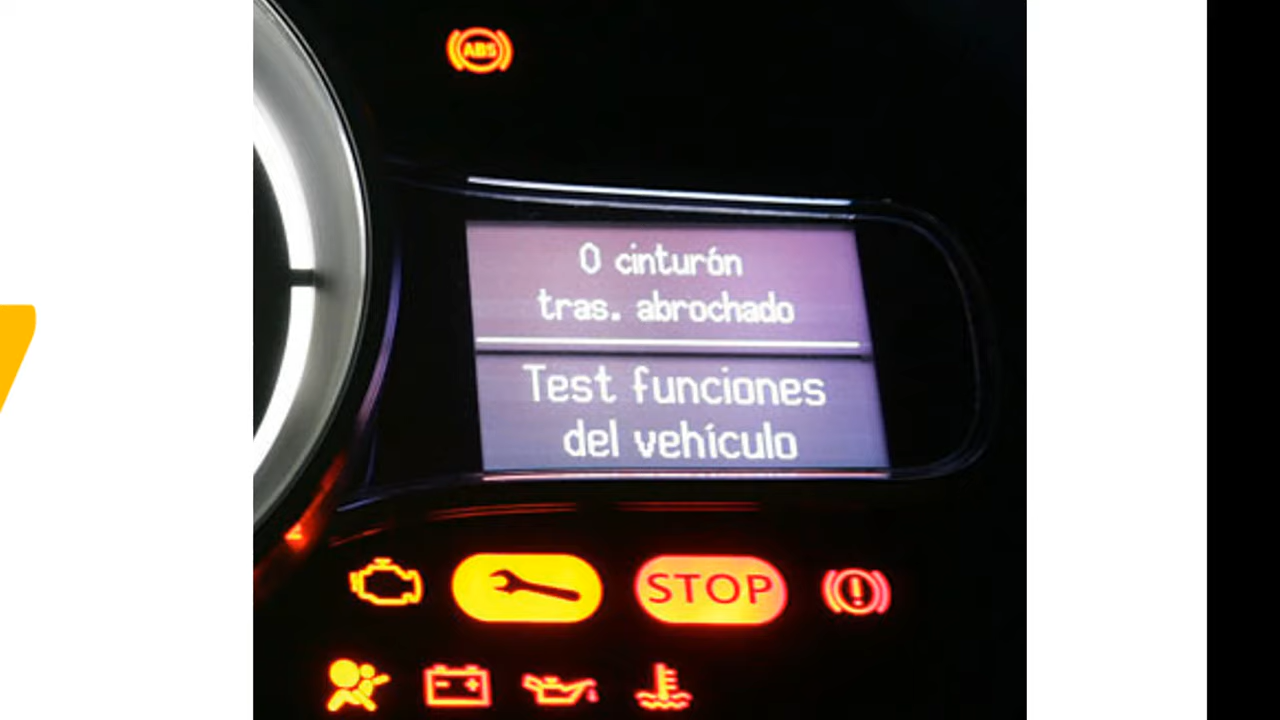 ABS
0 cinturón
tras. abrochado
Test funciones
del vehículo
STOP